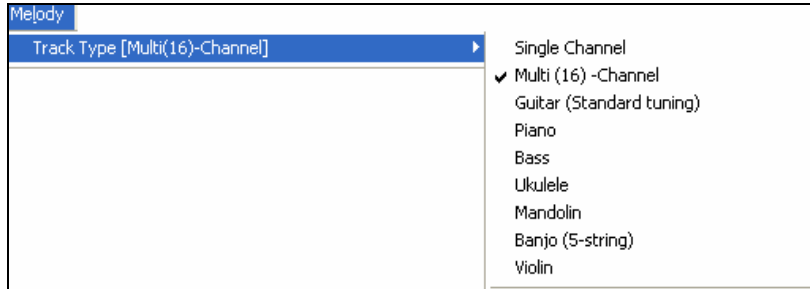 Melody
Track Type [Multi(16)-Channel]
Single Channel
Multi (16) -Channel
Guitar (Standard tuning)
Piano
Bass
Ukulele
Mandolin
Banjo (5-string)
Violin